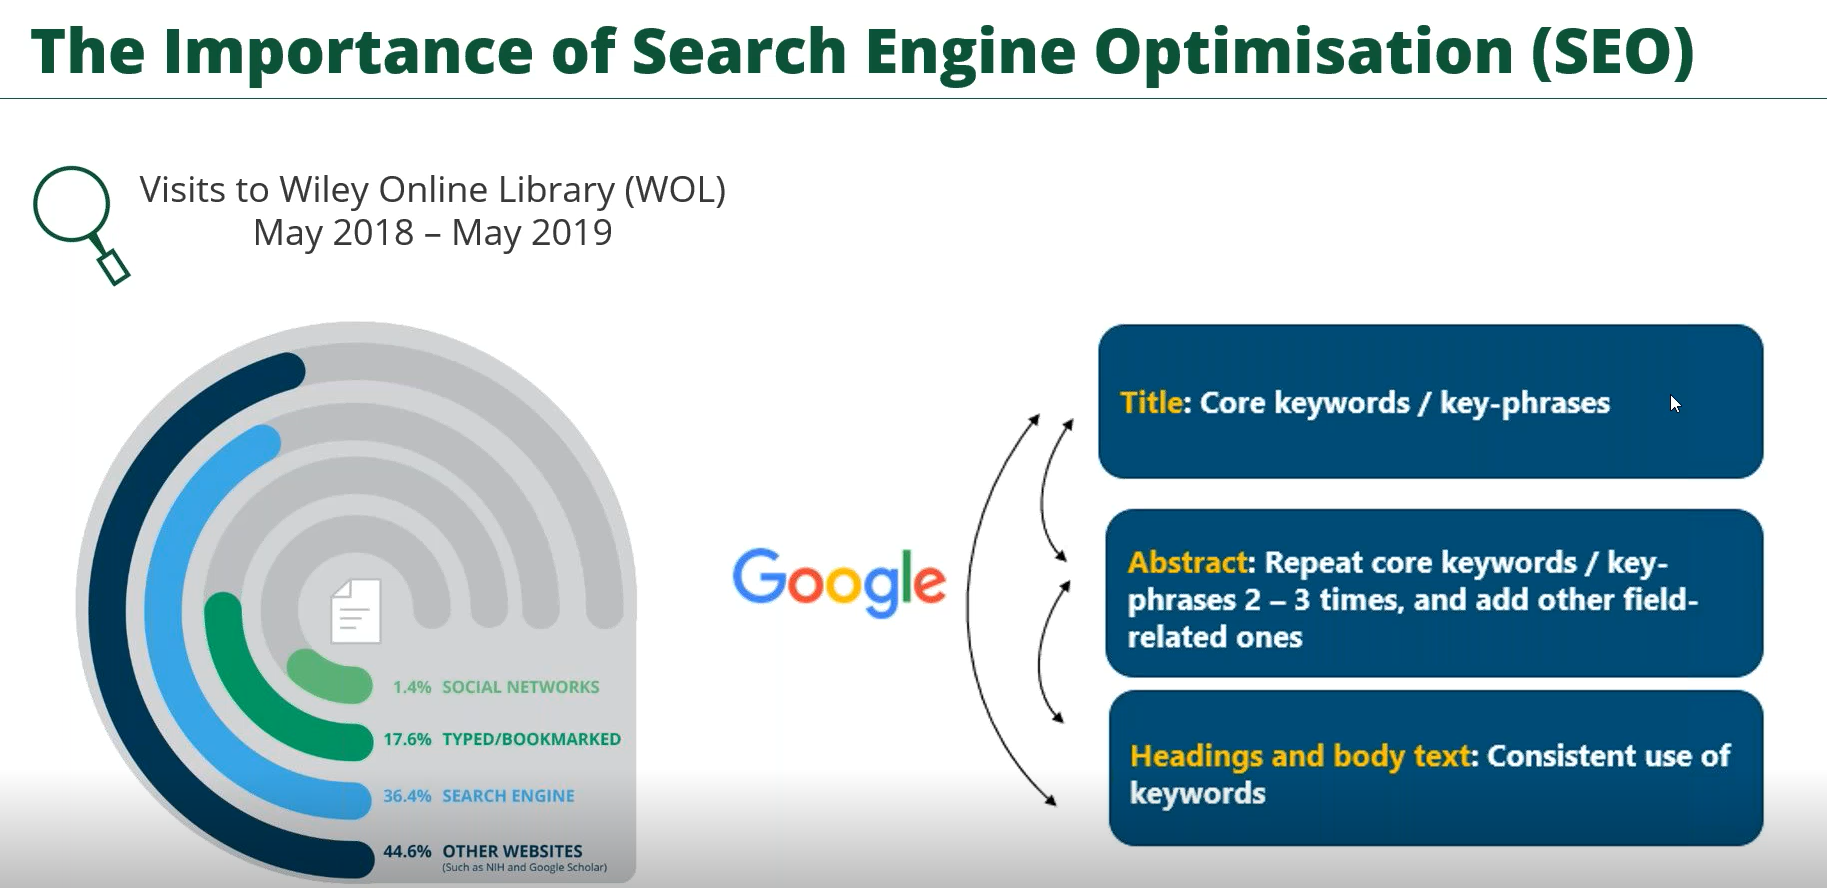 The Importance of Search Engine Optimisation (SEO)
Visits to Wiley Online Library (WOL)
May 2018 – May 2019
1.4% SOCIAL NETWORKS
17.6% TYPED/BOOKMARKED
36.4% SEARCH ENGINE
44.6% OTHER WEBSITES
(Such as NIH and Google Scholar)
Google
Title: Core keywords / key-phrases
Abstract: Repeat core keywords / key-
phrases 2 – 3 times, and add other field-
related ones
Headings and body text: Consistent use of
keywords